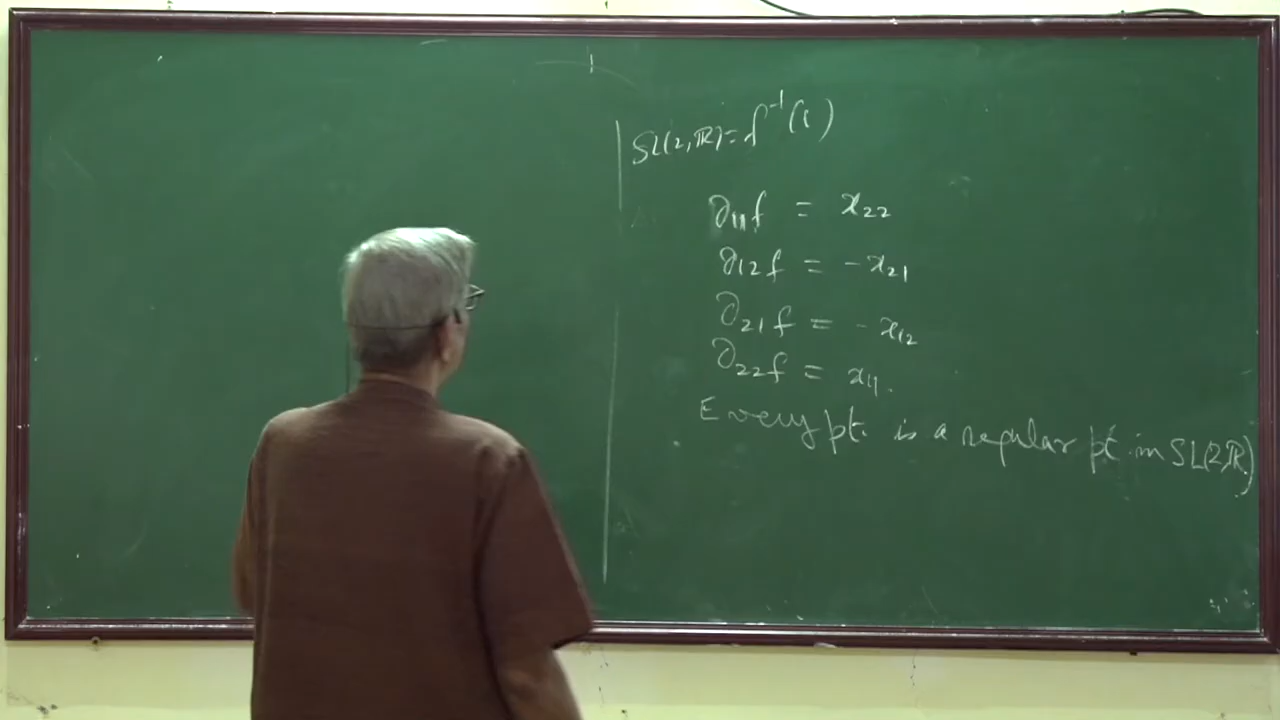 SL(2,ℝ) = f⁻¹(1)
∂₁₁f = x₂₂
∂₁₂f = -x₂₁
∂₂₁f = -x₁₂
∂₂₂f = x₁₁.
Every pt. is a regular pt. in SL(2,ℝ)